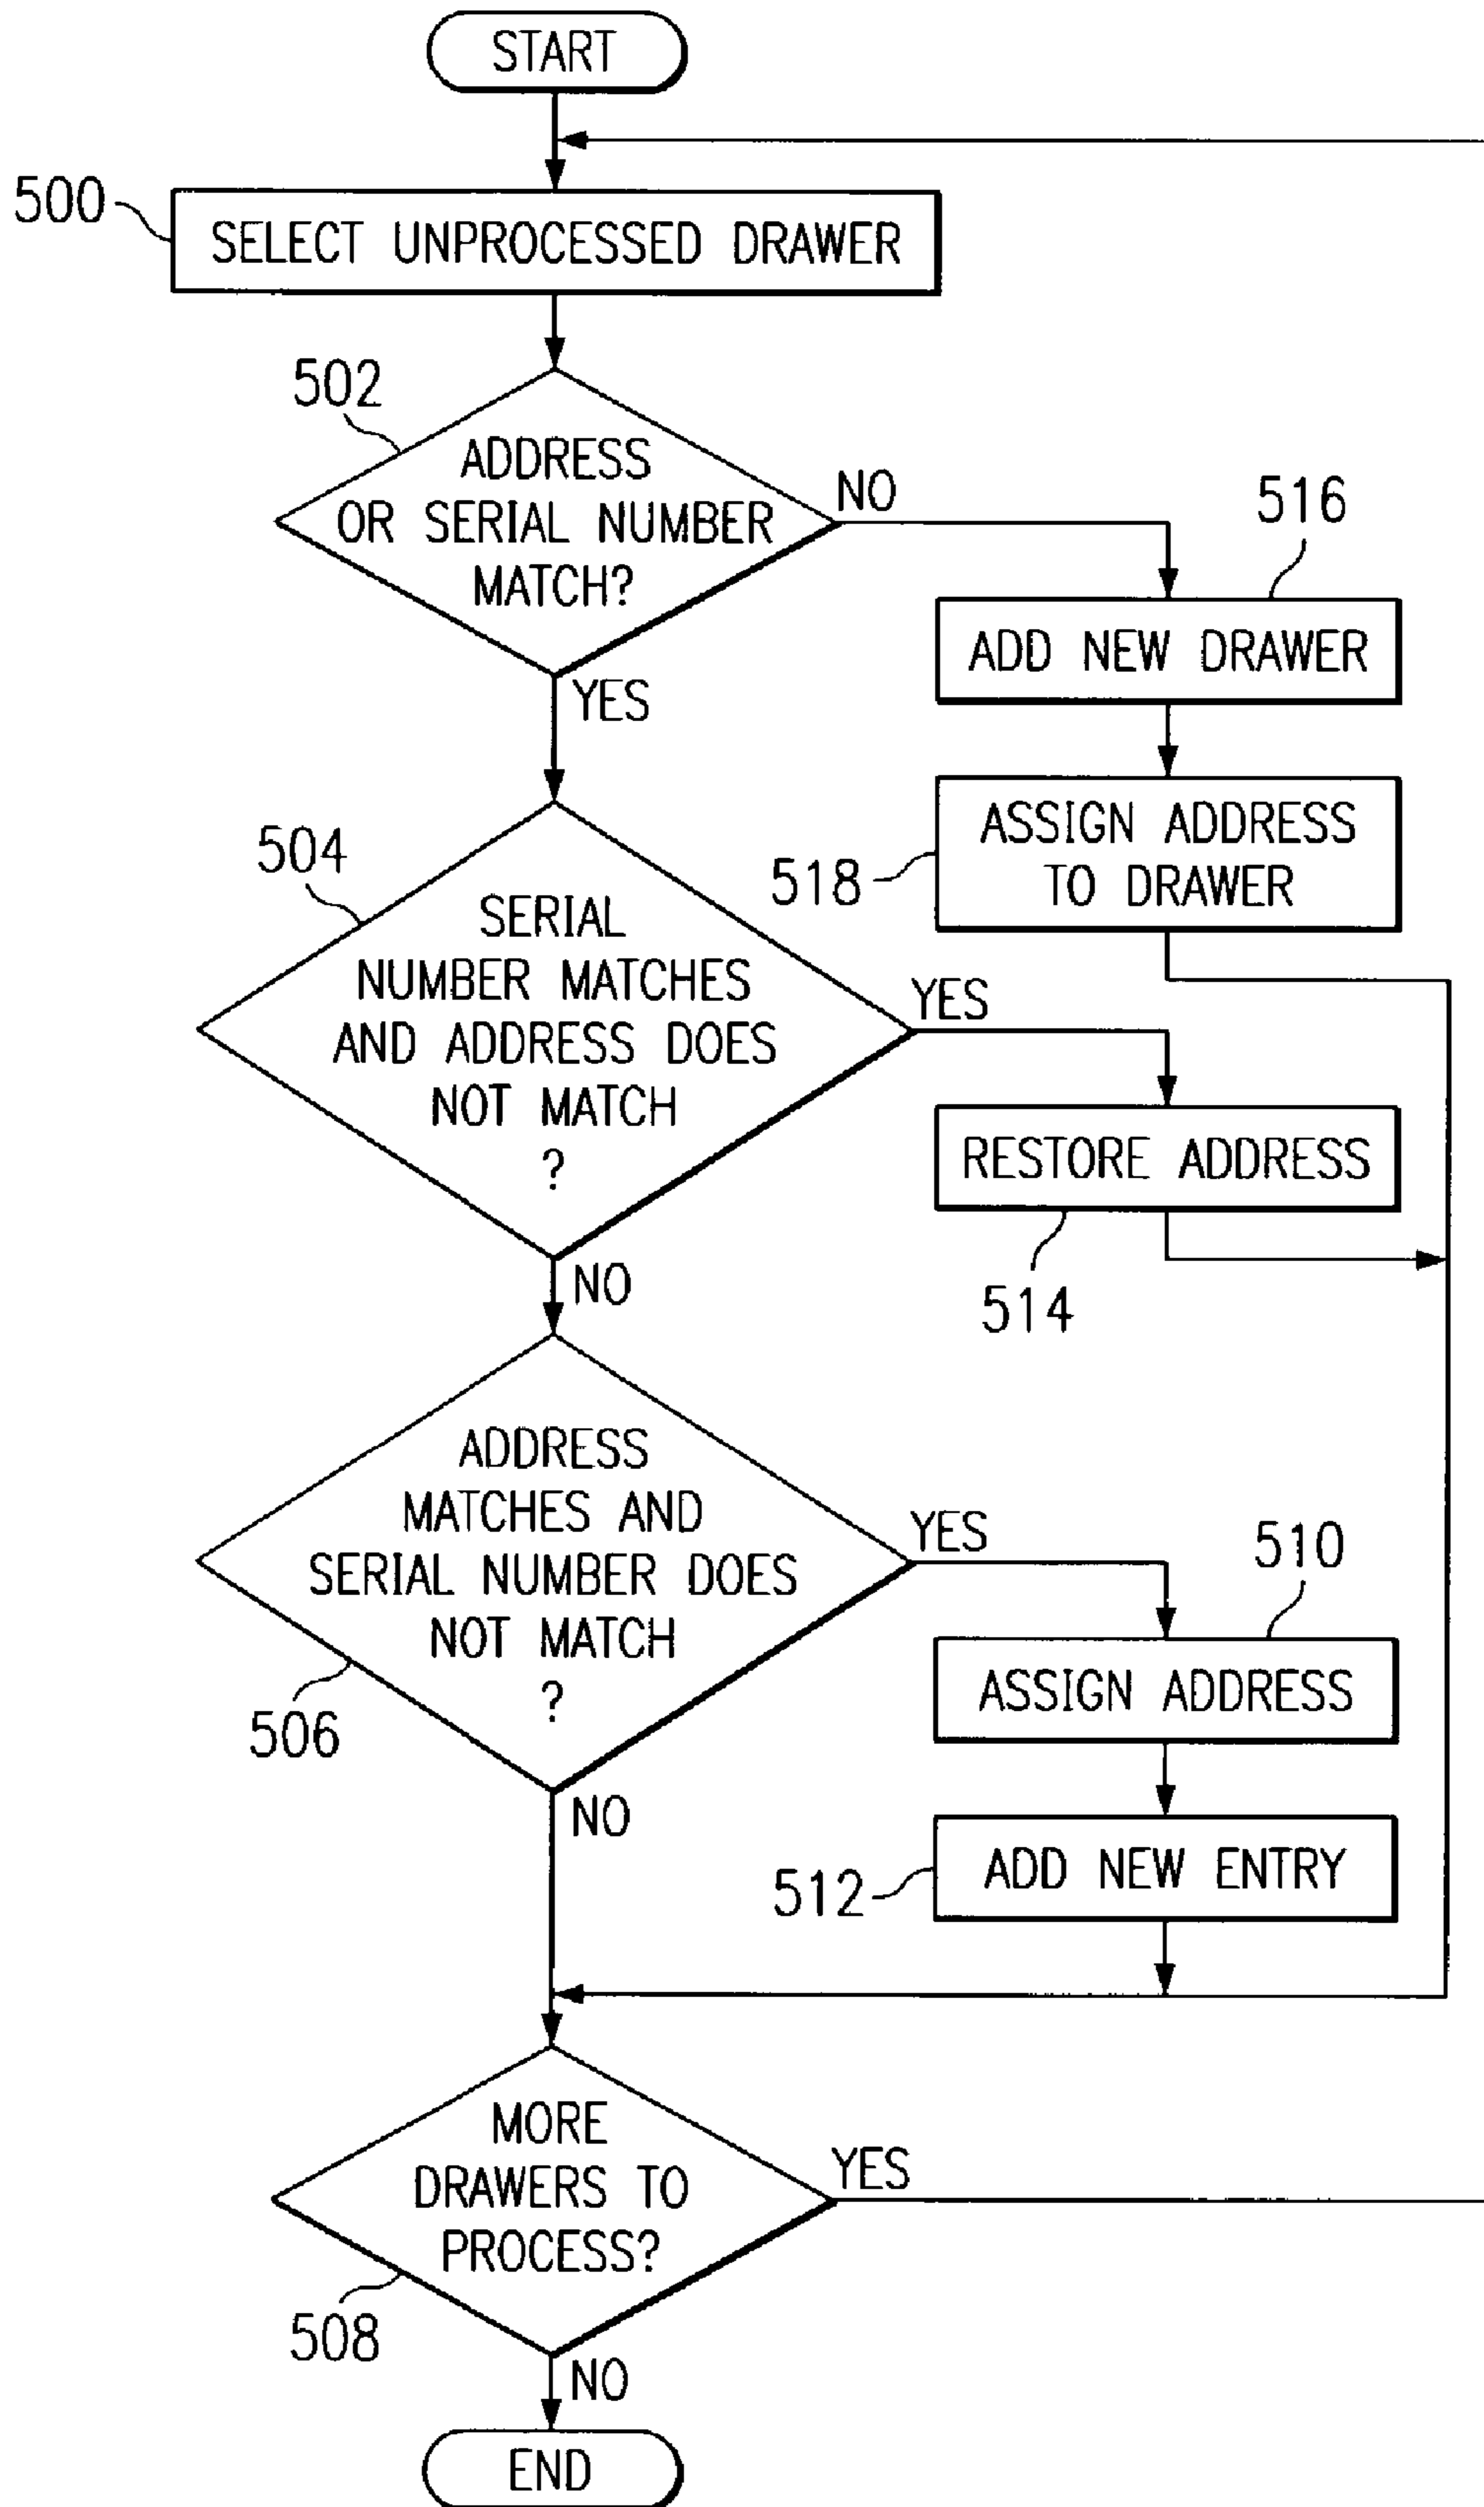 START
500
SELECT UNPROCESSED DRAWER
502
ADDRESS
OR SERIAL NUMBER
MATCH?
NO
YES
516
ADD NEW DRAWER
518
ASSIGN ADDRESS
TO DRAWER
504
SERIAL
NUMBER MATCHES
AND ADDRESS DOES
NOT MATCH
?
YES
NO
RESTORE ADDRESS
514
506
ADDRESS
MATCHES AND
SERIAL NUMBER DOES
NOT MATCH
?
YES
NO
510
ASSIGN ADDRESS
512
ADD NEW ENTRY
MORE
DRAWERS TO
PROCESS?
508
YES
NO
END